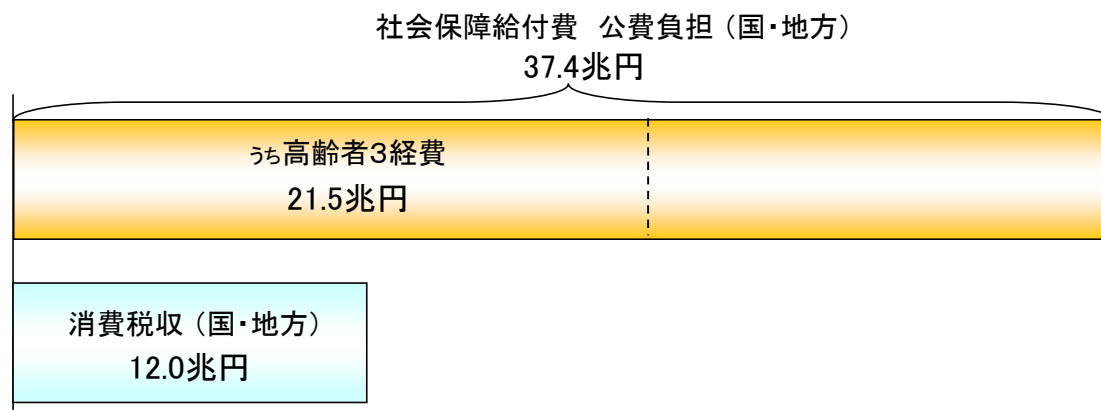 社会保障給付費　公費負担（国・地方）
37.4兆円
うち高齢者３経費
21.5兆円
消費税収（国・地方）
12.0兆円